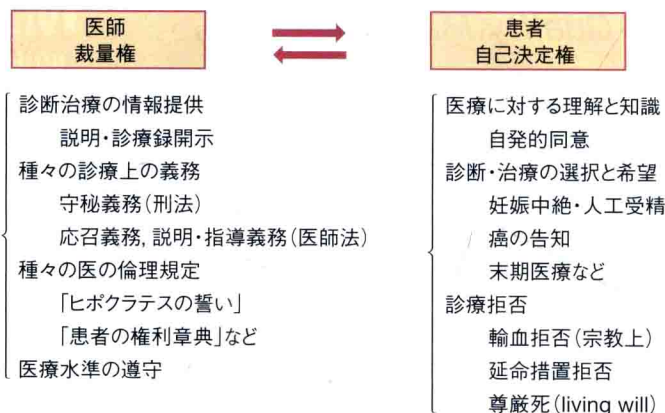 医師
裁量権
診断治療の情報提供
説明・診療録開示
種々の診療上の義務
守秘義務(刑法)
応召義務, 説明・指導義務(医師法)
種々の医の倫理規定
「ヒポクラテスの誓い」
「患者の権利章典」など
医療水準の遵守
患者
自己決定権
医療に対する理解と知識
自発的同意
診断・治療の選択と希望
妊娠中絶・人工受精
癌の告知
末期医療など
診療拒否
輸血拒否(宗教上)
延命措置拒否
尊厳死(living will)